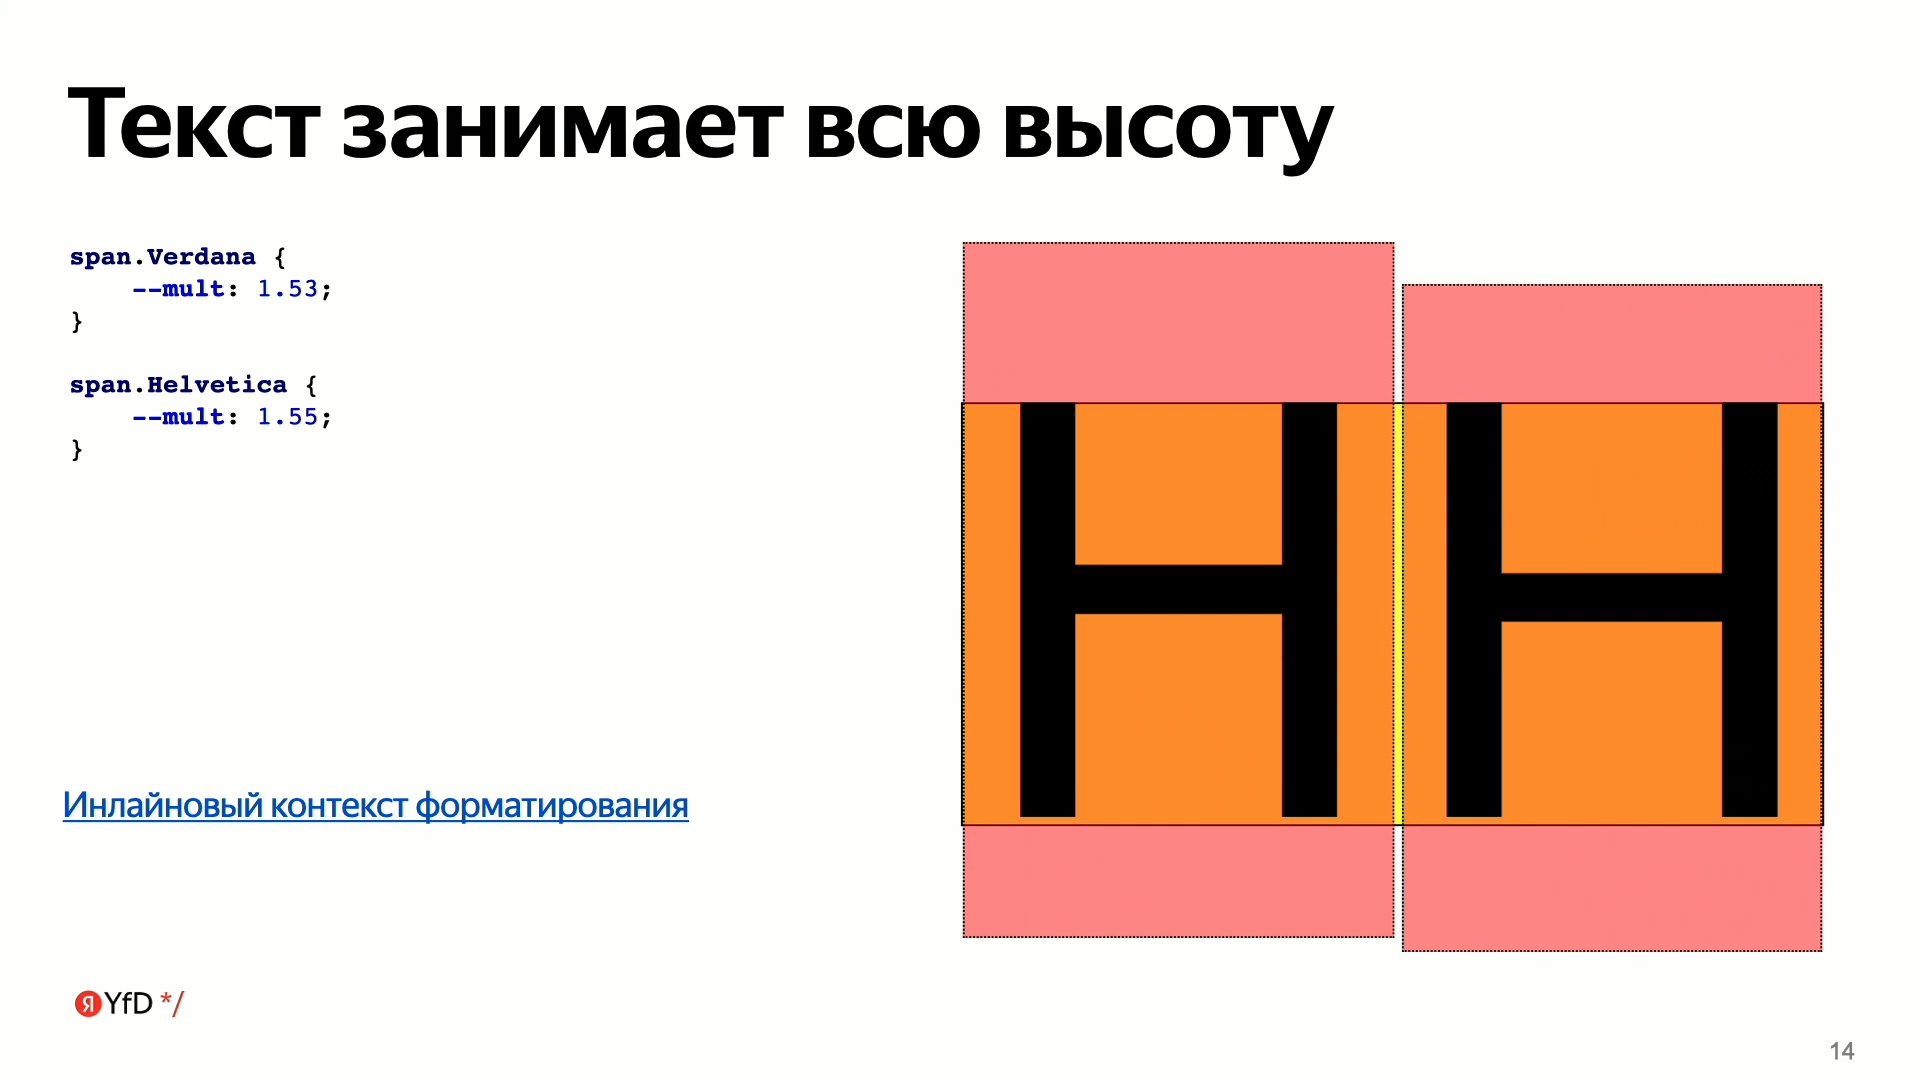 Текст занимает всю высоту
span.Verdana {
    --mult: 1.53;
}
span.Helvetica {
    --mult: 1.55;
}
HH
Инлайновый контекст форматирования
Я YfD */
14